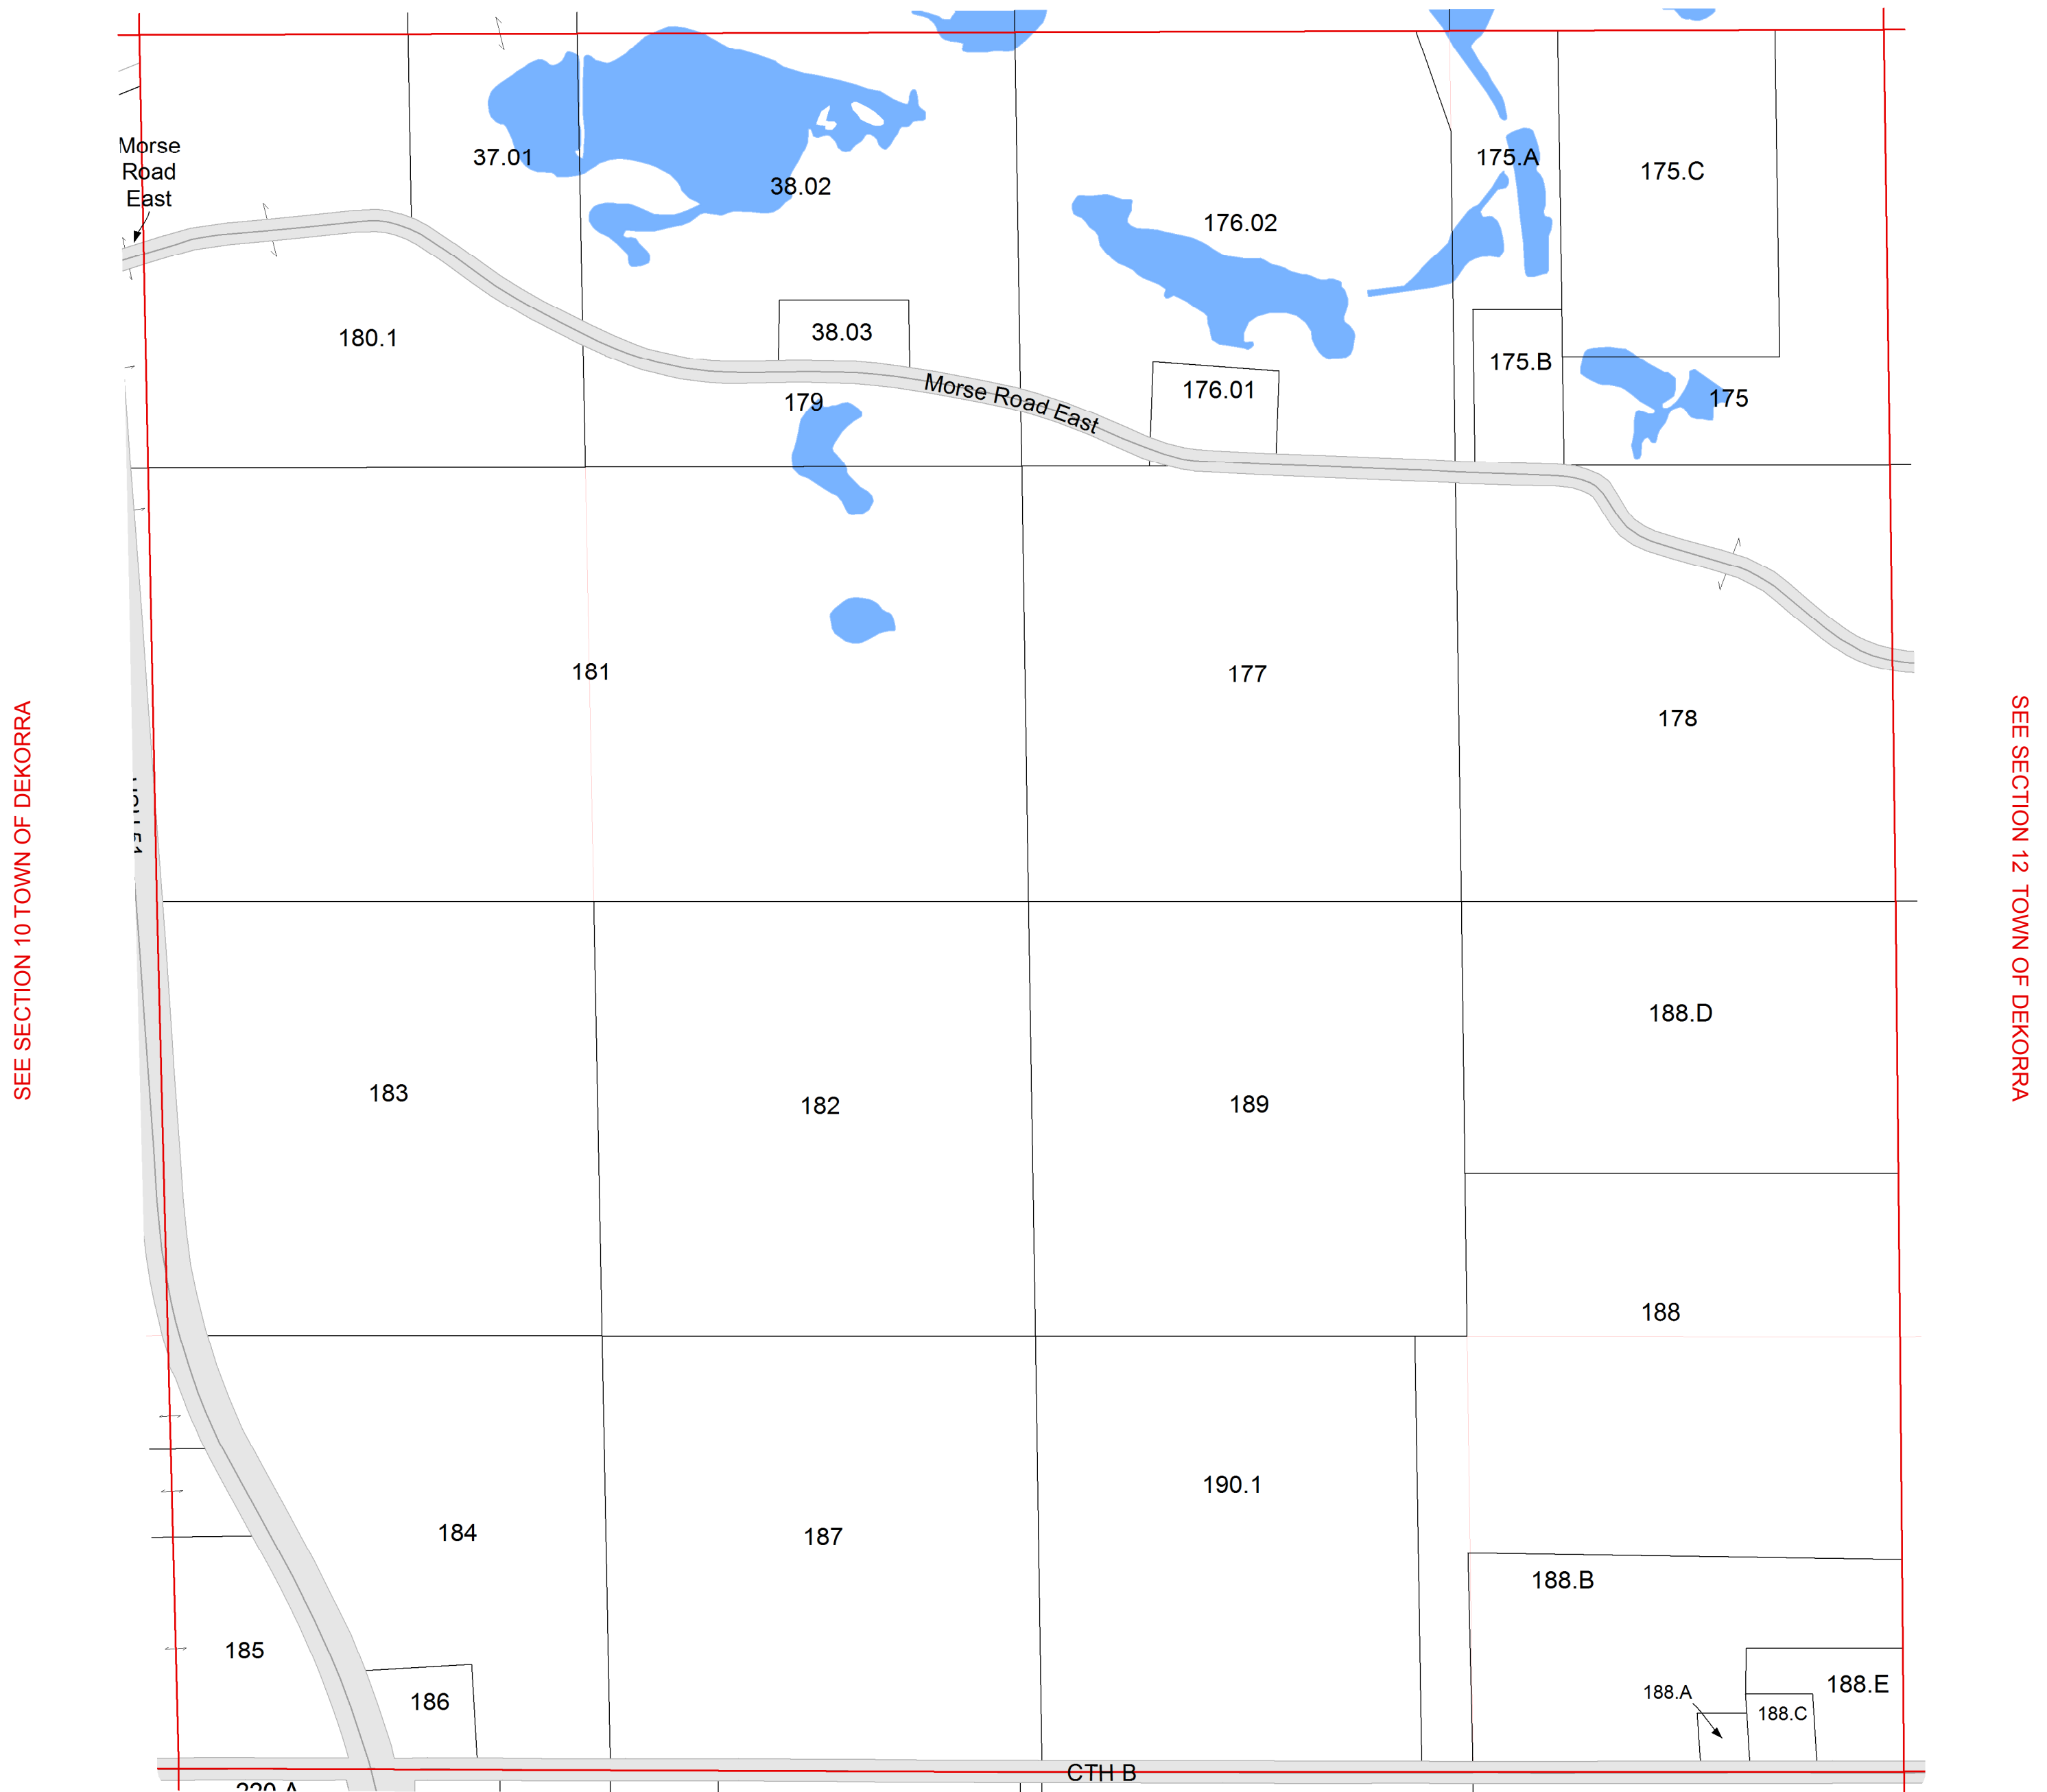 Morse
Road
East
37.01
38.02
175.A
175.C
176.02
180.1
38.03
175.B
176.01
175
179
Morse Road East
181
177
178
SEE SECTION 10 TOWN OF DEKORRA
SEE SECTION 12 TOWN OF DEKORRA
188.D
183
182
189
188
190.1
184
187
188.B
185
186
188.A
188.E
188.C
CTH B